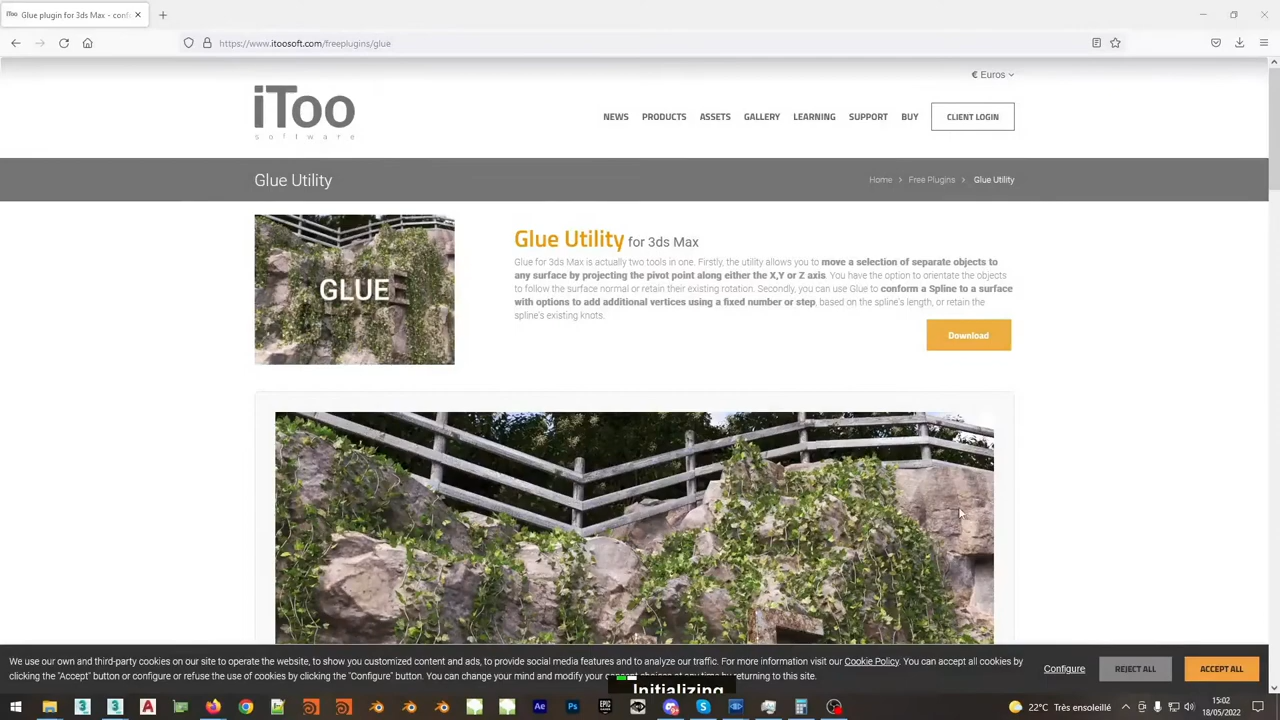 iToo Glue plugin for 3ds Max - conf
https://www.itoosoft.com/freeplugins/glue
€ Euros
iToo
software
NEWS PRODUCTS ASSETS GALLERY LEARNING SUPPORT BUY CLIENT LOGIN
Glue Utility
Home > Free Plugins > Glue Utility
GLUE
Glue Utility for 3ds Max
Glue for 3ds Max is actually two tools in one. Firstly, the utility allows you to move a selection of separate objects to
any surface by projecting the pivot point along either the X,Y or Z axis. You have the option to orientate the objects
to follow the surface normal or retain their existing rotation. Secondly, you can use Glue to conform a Spline to a surface
with options to add additional vertices using a fixed number or step, based on the spline's length, or retain the
spline's existing knots.
Download
We use our own and third-party cookies on our site to operate the website, to show you customized content and ads, to provide social media features and to analyze our traffic. For more information visit our Cookie Policy. You can accept all cookies by
clicking the "Accept" button or configure or refuse the use of cookies by clicking the "Configure" button. You can change your mind and modify your consent choices at any time by returning to this site.
Configure
REJECT ALL
ACCEPT ALL
Initializing
22°C Très ensoleillé
15:02
18/05/2022